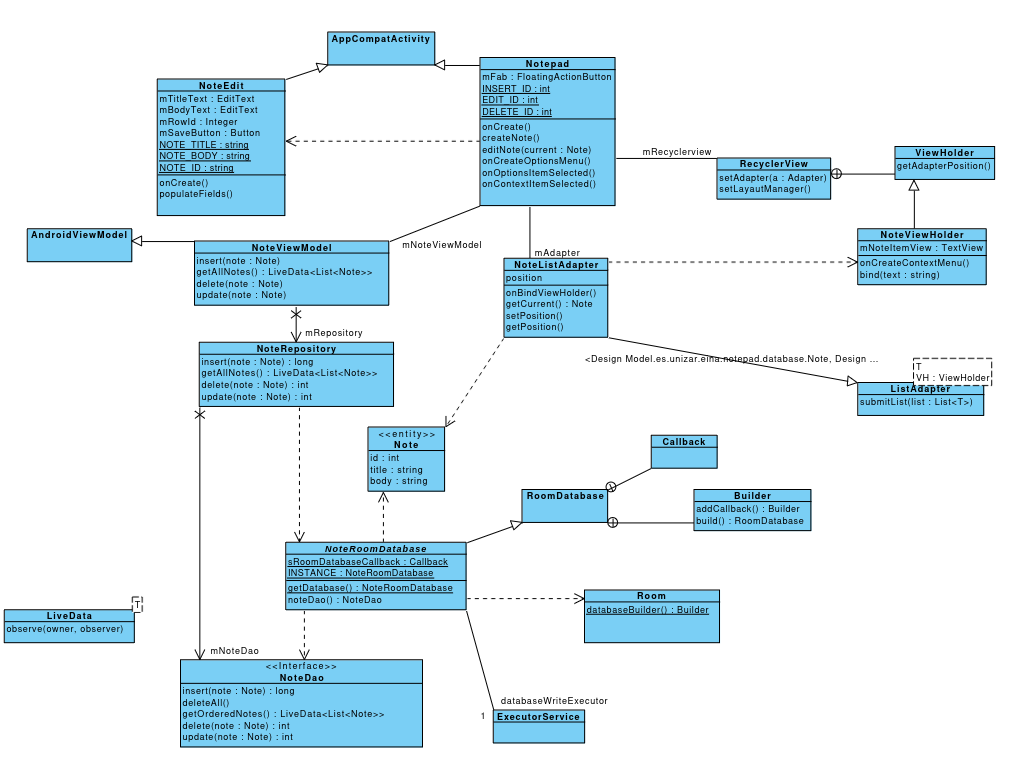 AppCompatActivity
Notepad
mFab : FloatingActionButton
INSERT_ID : int
EDIT_ID : int
DELETE_ID : int
onCreate()
createNote()
editNote(current : Note)
onCreateOptionsMenu()
onOptionsItemSelected()
onContextItemSelected()
NoteEdit
mTitleText : EditText
mBodyText : EditText
mRowId : Integer
mSaveButton : Button
NOTE_TITLE : string
NOTE_BODY : string
NOTE_ID : string
onCreate()
populateFields()
mRecyclerview
RecyclerView
setAdapter(a : Adapter)
setLayautManager()
ViewHolder
getAdapterPosition()
AndroidViewModel
NoteViewModel
insert(note : Note)
getAllNotes() : LiveData<List<Note>>
delete(note : Note)
update(note : Note)
mNoteViewModel
mAdapter
NoteListAdapter
position
onBindViewHolder()
getCurrent() : Note
setPosition()
getPosition()
NoteViewHolder
mNoteItemView : TextView
onCreateContextMenu()
bind(text : string)
mRepository
NoteRepository
insert(note : Note) : long
getAllNotes() : LiveData<List<Note>>
delete(note : Note) : int
update(note : Note) : int
<Design Model.es.unizar.eina.notepad.database.Note, Design ...
T
VH : ViewHolder
ListAdapter
submitList(list : List<T>)
<<entity>>
Note
id : int
title : string
body : string
Callback
RoomDatabase
Builder
addCallback() : Builder
build() : RoomDatabase
NoteRoomDatabase
sRoomDatabaseCallback : Callback
INSTANCE : NoteRoomDatabase
getDatabase() : NoteRoomDatabase
noteDao() : NoteDao
Room
databaseBuilder() : Builder
T
LiveData
observe(owner, observer)
mNoteDao
<<Interface>>
NoteDao
insert(note : Note) : long
deleteAll()
getOrderedNotes() : LiveData<List<Note>>
delete(note : Note) : int
update(note : Note) : int
databaseWriteExecutor
1
ExecutorService